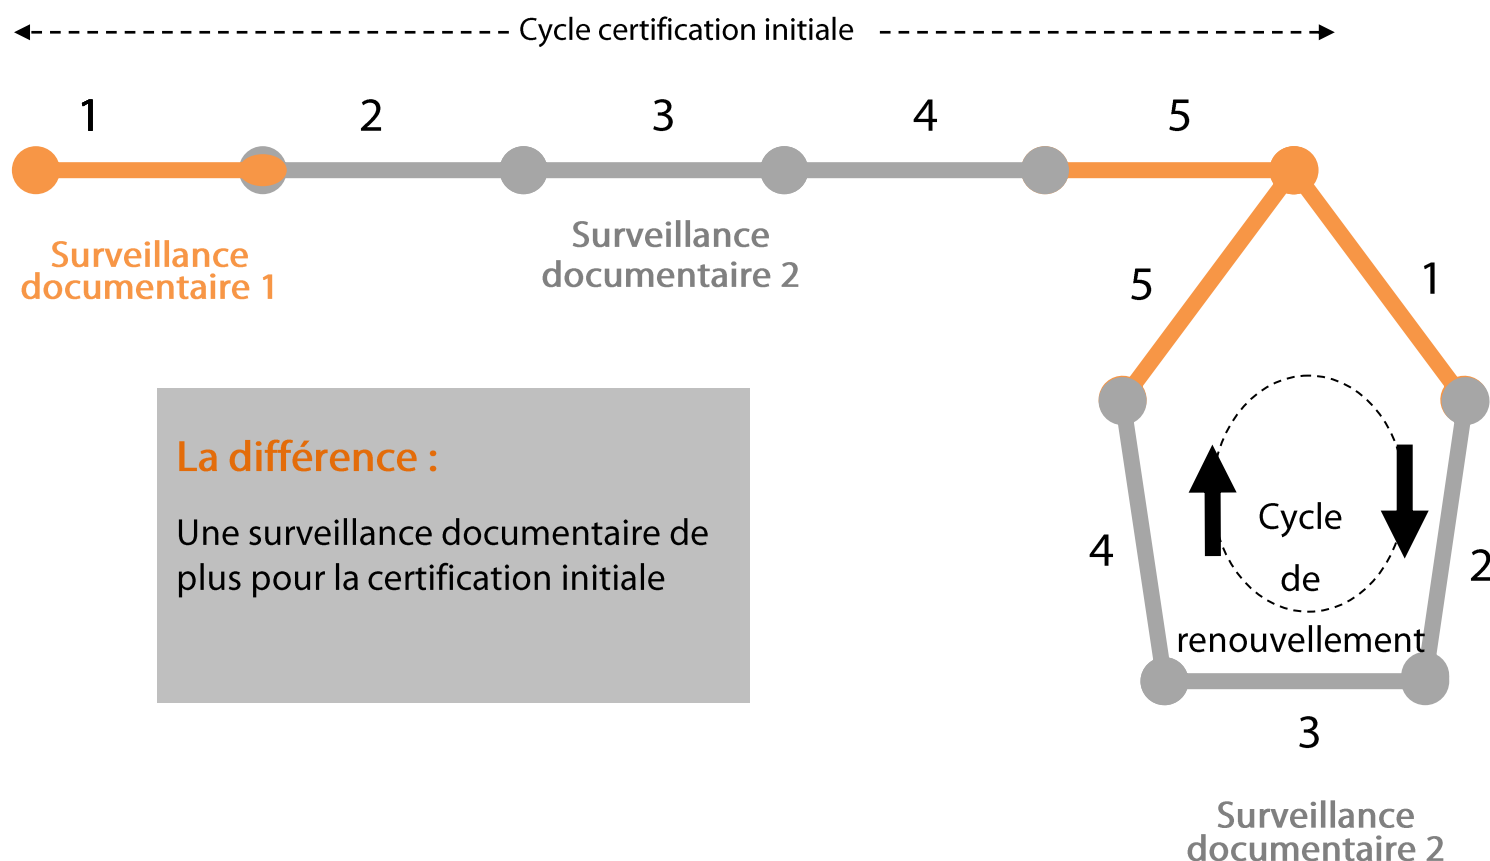 Cycle certification initiale
1 2 3 4 5
Surveillance
documentaire 1
Surveillance
documentaire 2
5
1
La différence :
Une surveillance documentaire de
plus pour la certification initiale
4
2
Cycle
de
renouvellement
3
Surveillance
documentaire 2